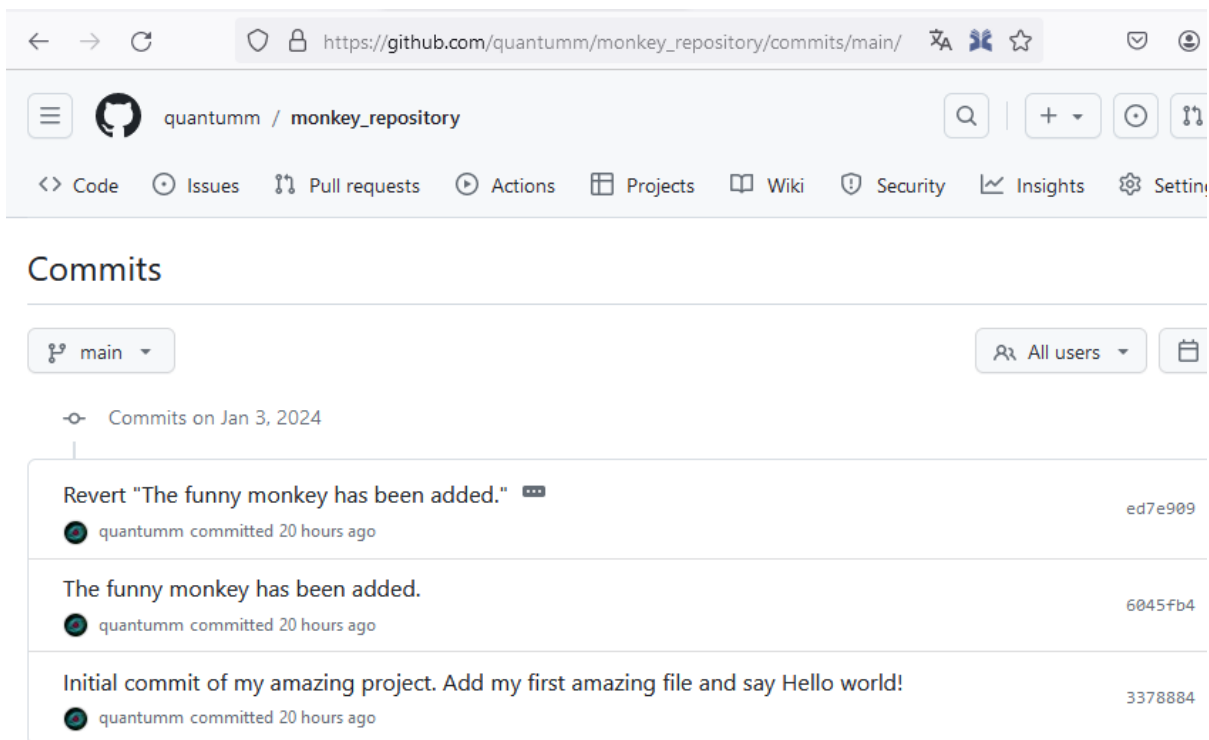 https://github.com/quantumm/monkey_repository/commits/main/
quantumm / monkey_repository
Code Issues Pull requests Actions Projects Wiki Security Insights Setting
Commits
main All users
Commits on Jan 3, 2024
Revert "The funny monkey has been added."
ed7e909
quantumm committed 20 hours ago
The funny monkey has been added.
6045fb4
quantumm committed 20 hours ago
Initial commit of my amazing project. Add my first amazing file and say Hello world!
3378884
quantumm committed 20 hours ago